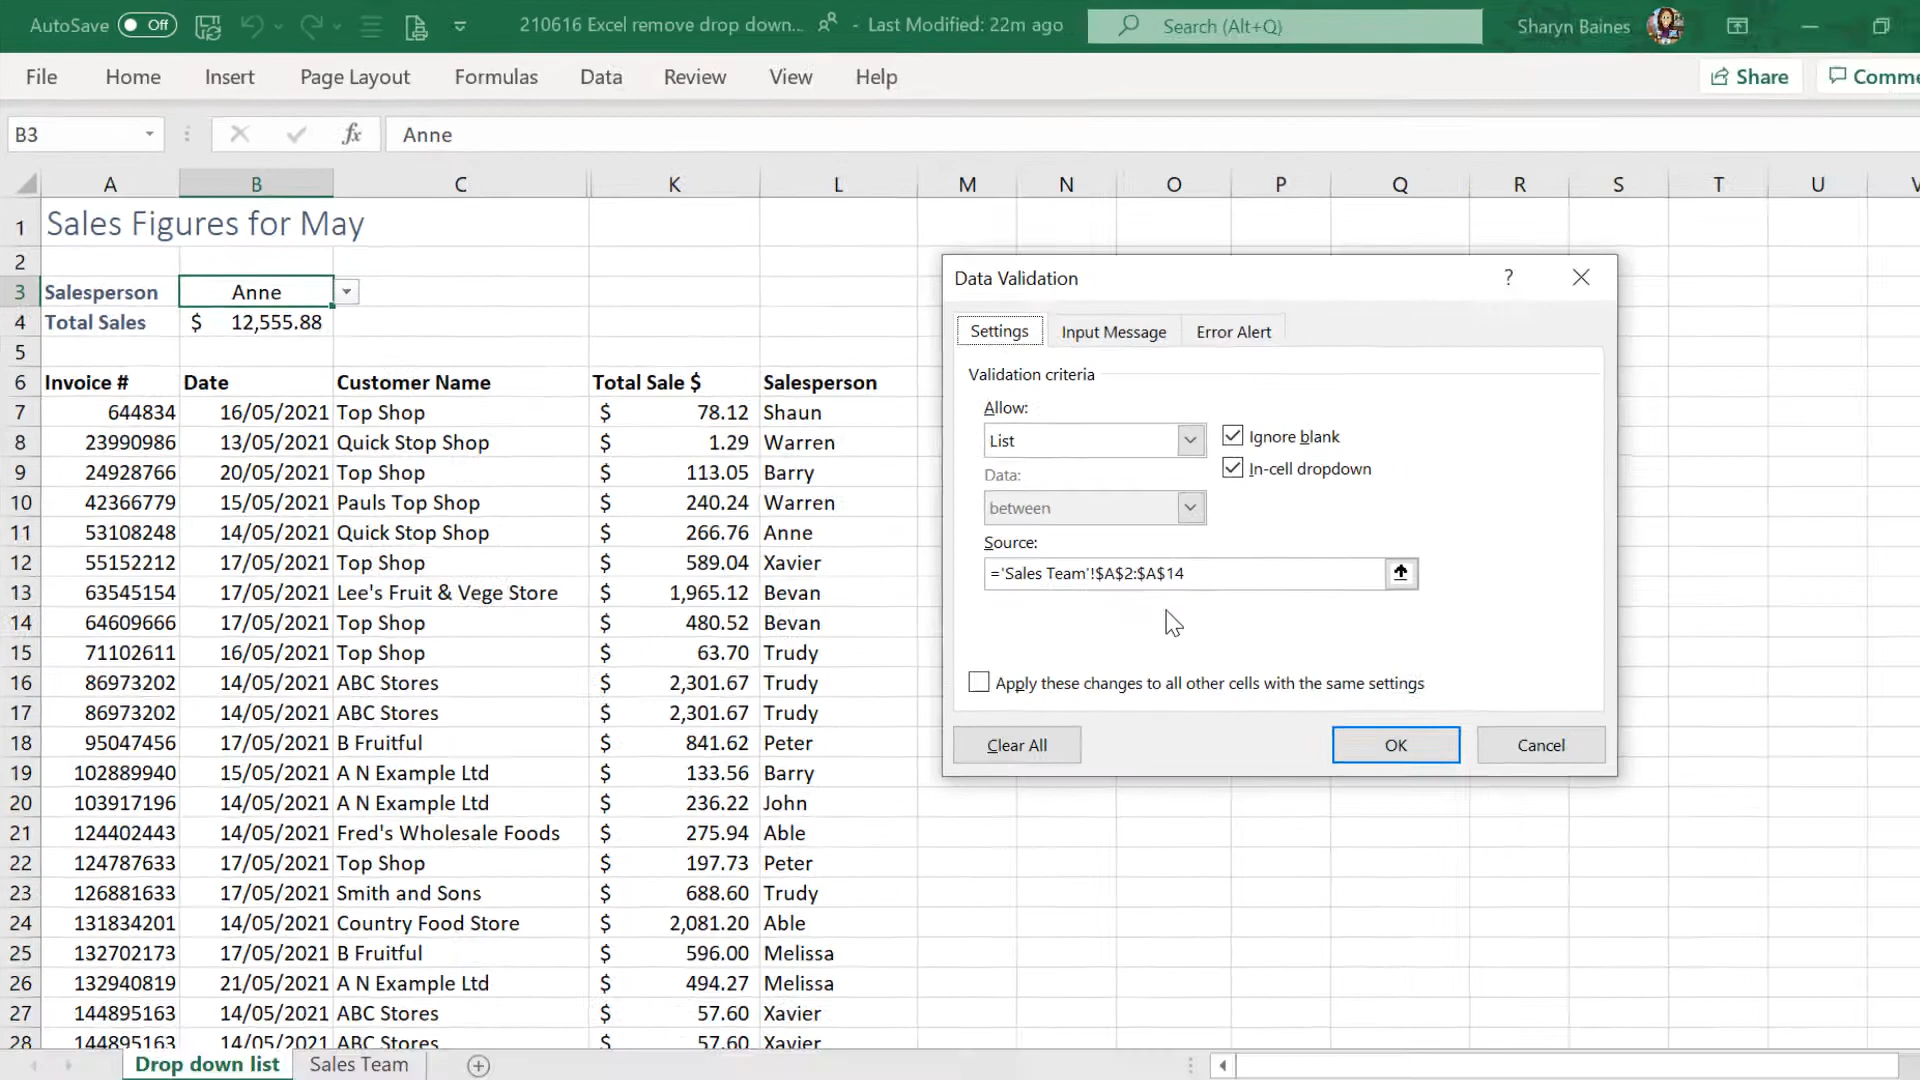 AutoSave Off 210616 Excel remove drop down... - Last Modified: 22m ago Search (Alt+Q) Sharyn Baines
File Home Insert Page Layout Formulas Data Review View Help Share Comme
B3 fx Anne
A B C K L M N O P Q R S T U V
1 Sales Figures for May
2
3 Salesperson Anne
4 Total Sales $ 12,555.88
5
6 Invoice # Date Customer Name Total Sale $ Salesperson
7 644834 16/05/2021 Top Shop $ 78.12 Shaun
8 23990986 13/05/2021 Quick Stop Shop $ 1.29 Warren
9 24928766 20/05/2021 Top Shop $ 113.05 Barry
10 42366779 15/05/2021 Pauls Top Shop $ 240.24 Warren
11 53108248 14/05/2021 Quick Stop Shop $ 266.76 Anne
12 55152212 17/05/2021 Top Shop $ 589.04 Xavier
13 63545154 17/05/2021 Lee's Fruit & Vege Store $ 1,965.12 Bevan
14 64609666 17/05/2021 Top Shop $ 480.52 Bevan
15 71102611 16/05/2021 Top Shop $ 63.70 Trudy
16 86973202 14/05/2021 ABC Stores $ 2,301.67 Trudy
17 86973202 14/05/2021 ABC Stores $ 2,301.67 Trudy
18 95047456 17/05/2021 B Fruitful $ 841.62 Peter
19 102889940 15/05/2021 A N Example Ltd $ 133.56 Barry
20 103917196 14/05/2021 A N Example Ltd $ 236.22 John
21 124402443 14/05/2021 Fred's Wholesale Foods $ 275.94 Able
22 124787633 17/05/2021 Top Shop $ 197.73 Peter
23 126881633 17/05/2021 Smith and Sons $ 688.60 Trudy
24 131834201 14/05/2021 Country Food Store $ 2,081.20 Able
25 132702173 17/05/2021 B Fruitful $ 596.00 Melissa
26 132940819 21/05/2021 A N Example Ltd $ 494.27 Melissa
27 144895163 14/05/2021 ABC Stores $ 57.60 Xavier
28 144895163 14/05/2021 ABC Stores $ 57.60 Xavier
Data Validation ?
Settings Input Message Error Alert
Validation criteria
Allow:
List Ignore blank
In-cell dropdown
Data:
between
Source:
='Sales Team'!$A$2:$A$14
Apply these changes to all other cells with the same settings
Clear All OK Cancel
Drop down list Sales Team